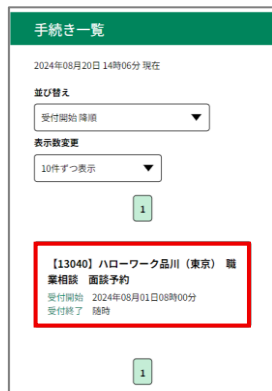 手続き一覧
2024年08月20日 14時06分 現在
並び替え
受付開始 降順
表示数変更
10件ずつ表示
1
【13040】ハローワーク品川（東京） 職
業相談 面談予約
受付開始 2024年08月01日08時00分
受付終了 随時
1